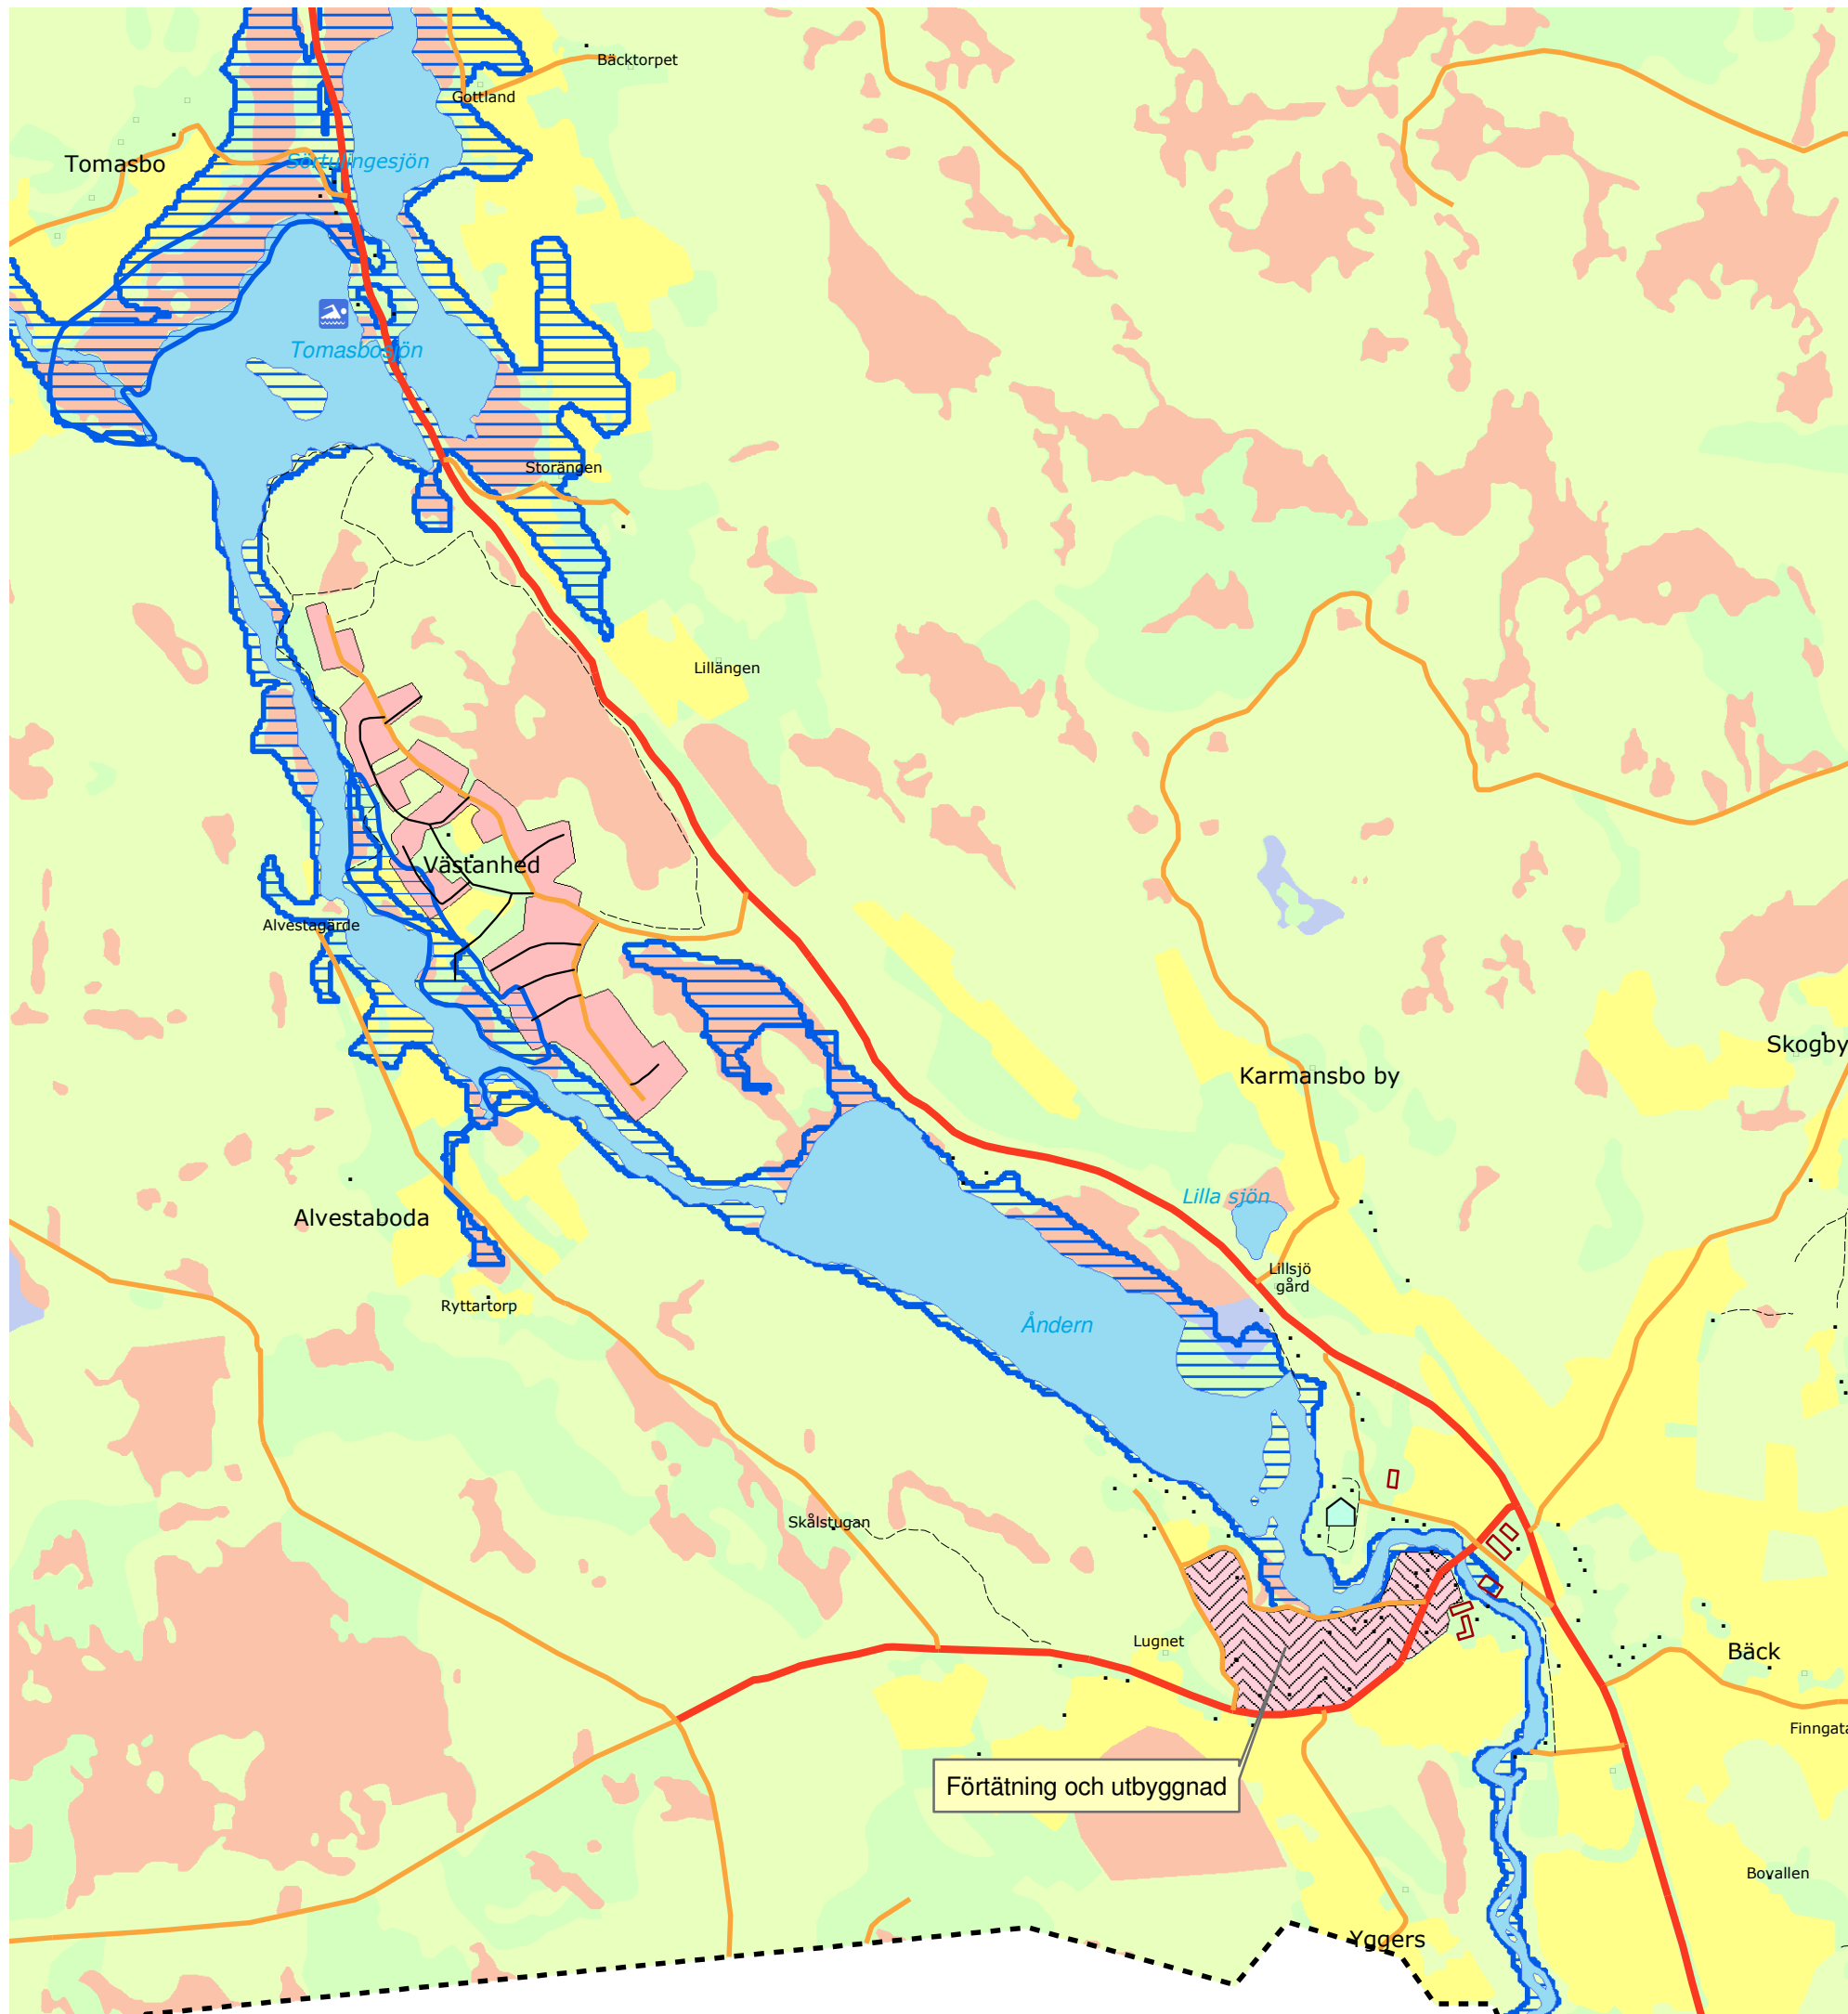 Bäcktorpet
Gottland
Tomasbo
Sörtulingesjön
Tomasbosjön
Storängen
Lillängen
Västanhed
Alvestagärde
Skogby
Karmansbo by
Lilla sjön
Alvestaboda
Lillsjö
gård
Ryttartorp
Åndern
Skålstugan
Lugnet
Bäck
Finngata
Förtätning och utbyggnad
Bovallen
Yggers